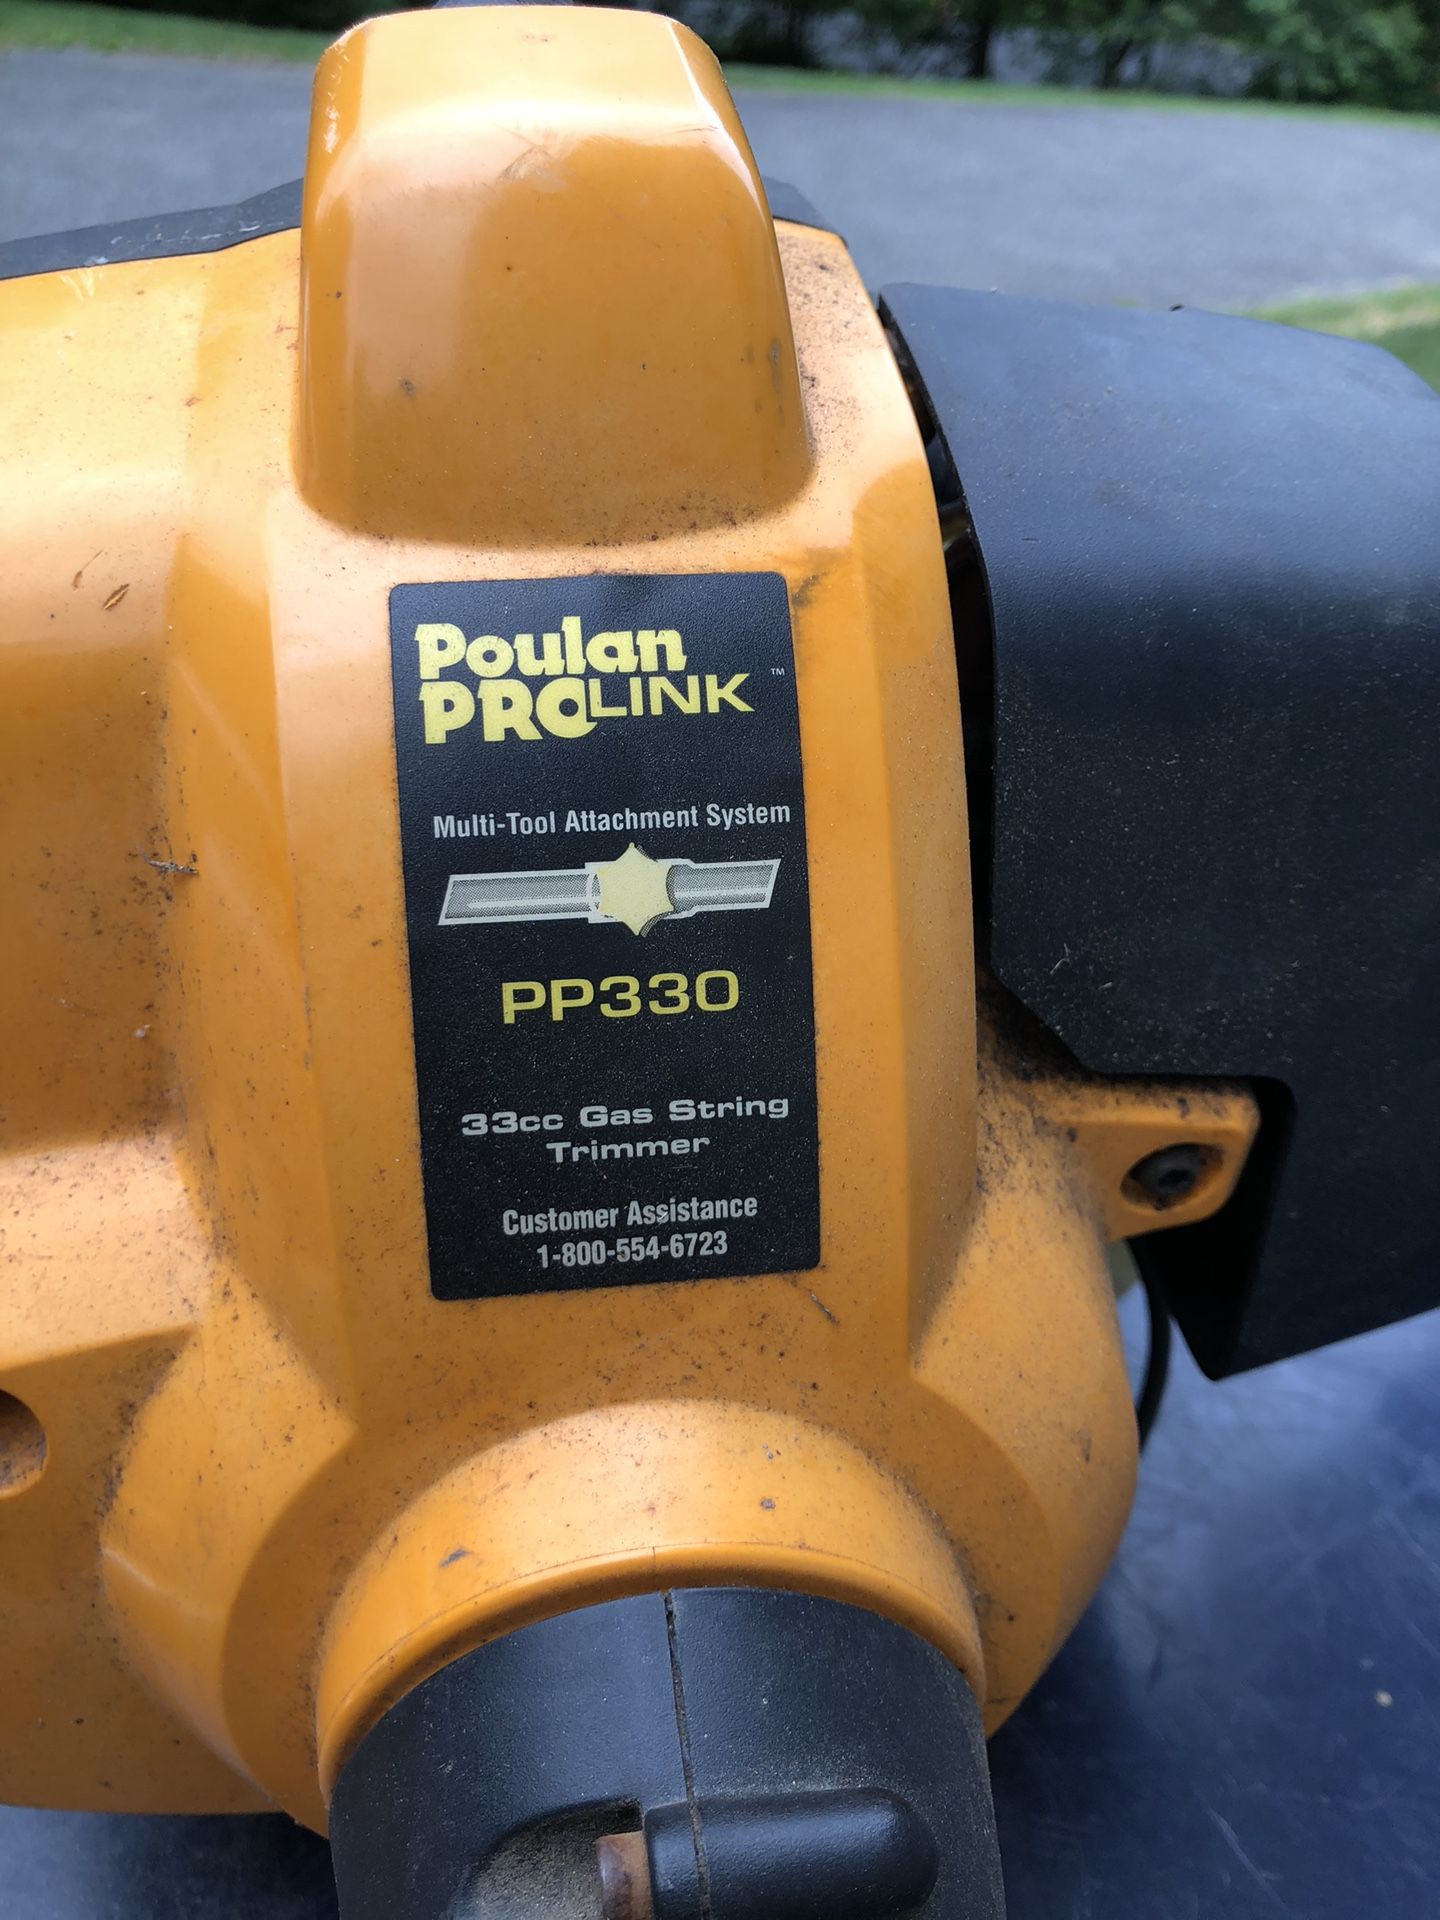 Poulan
PROLINK™
Multi-Tool Attachment System
PP330
33cc Gas String
Trimmer
Customer Assistance
1-800-554-6723